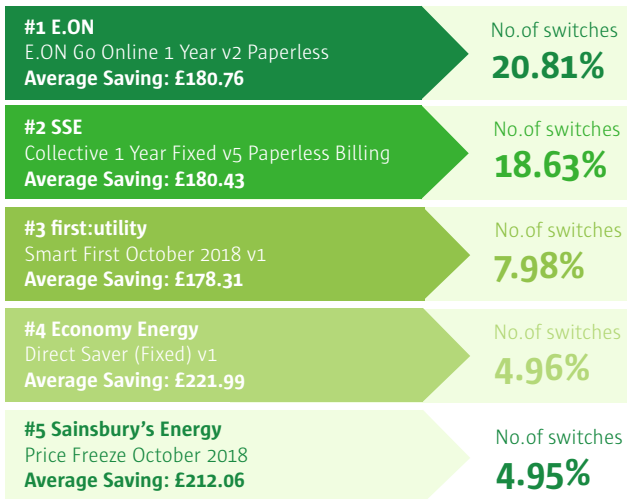 #1 E.ON
E.ON Go Online 1 Year v2 Paperless
Average Saving: £180.76
No.of switches
20.81%
#2 SSE
Collective 1 Year Fixed v5 Paperless Billing
Average Saving: £180.43
No.of switches
18.63%
#3 first:utility
Smart First October 2018 v1
Average Saving: £178.31
No.of switches
7.98%
#4 Economy Energy
Direct Saver (Fixed) v1
Average Saving: £221.99
No.of switches
4.96%
#5 Sainsbury's Energy
Price Freeze October 2018
Average Saving: £212.06
No.of switches
4.95%